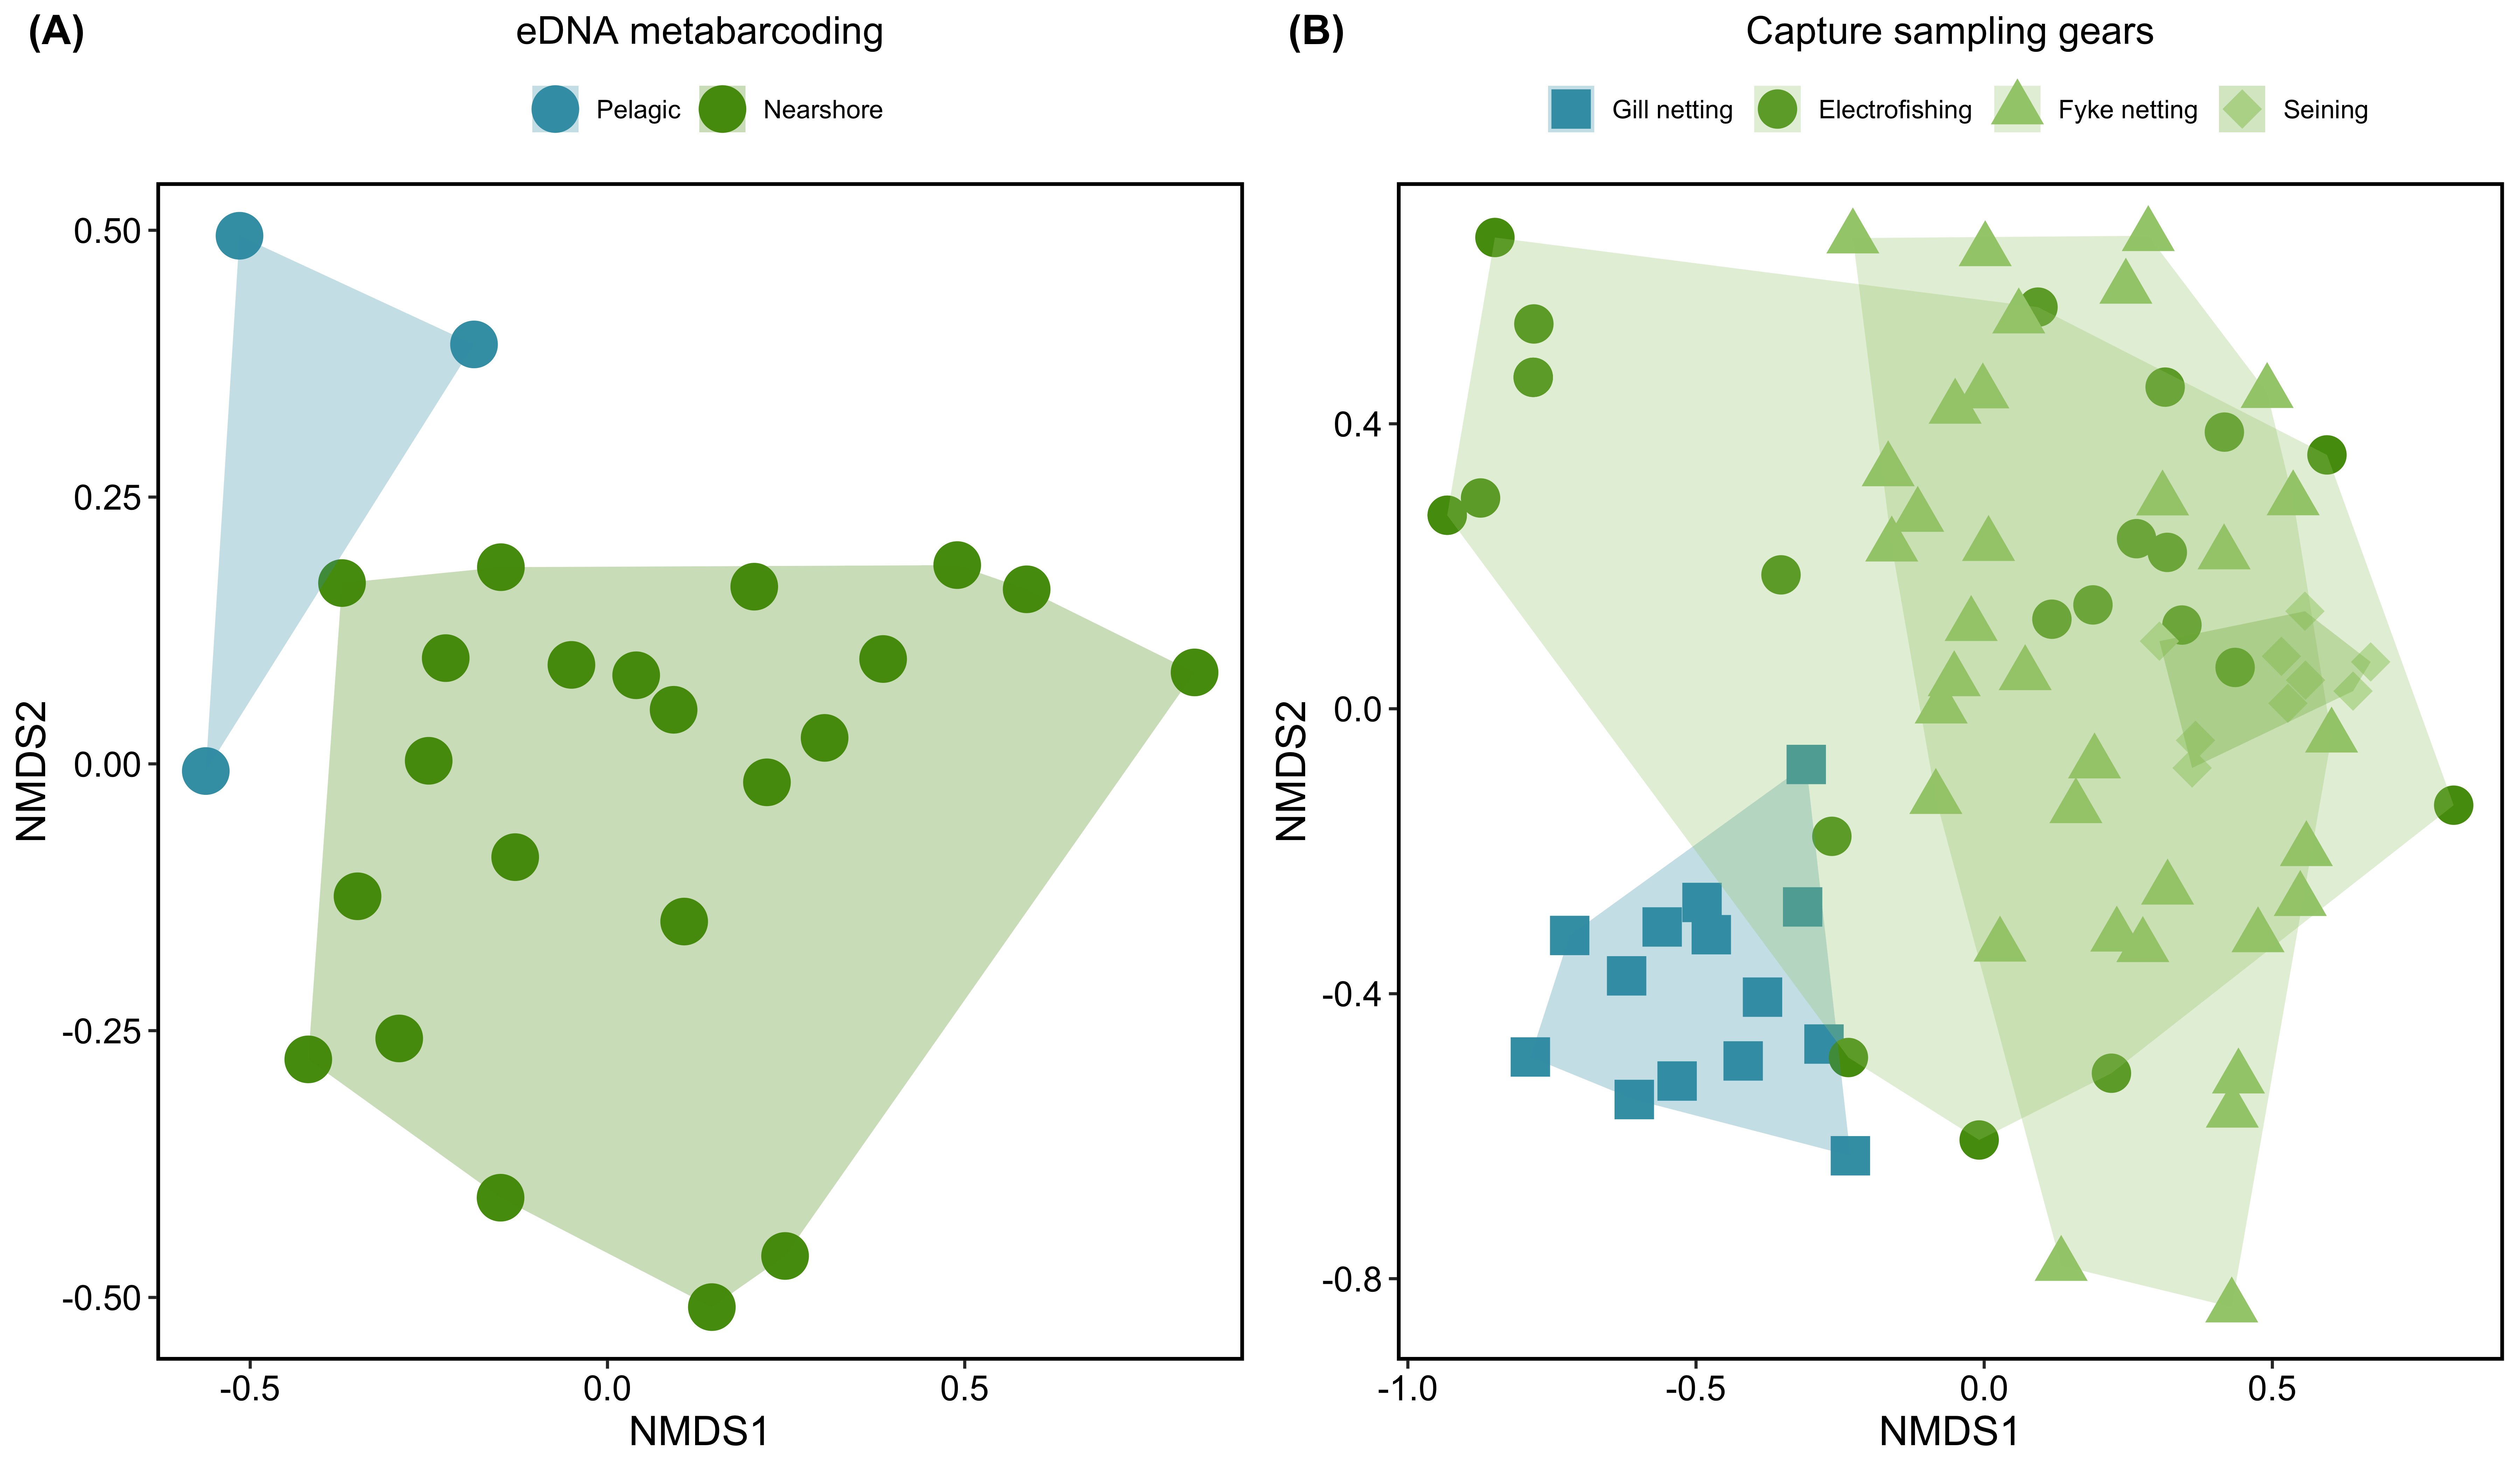 (A)
eDNA metabarcoding
Pelagic
Nearshore
0.50
0.25
0.00
-0.25
-0.50
NMDS2
-0.5
0.0
0.5
NMDS1
(B)
Capture sampling gears
Gill netting
Electrofishing
Fyke netting
Seining
0.4
0.0
-0.4
-0.8
NMDS2
-1.0
-0.5
0.0
0.5
NMDS1